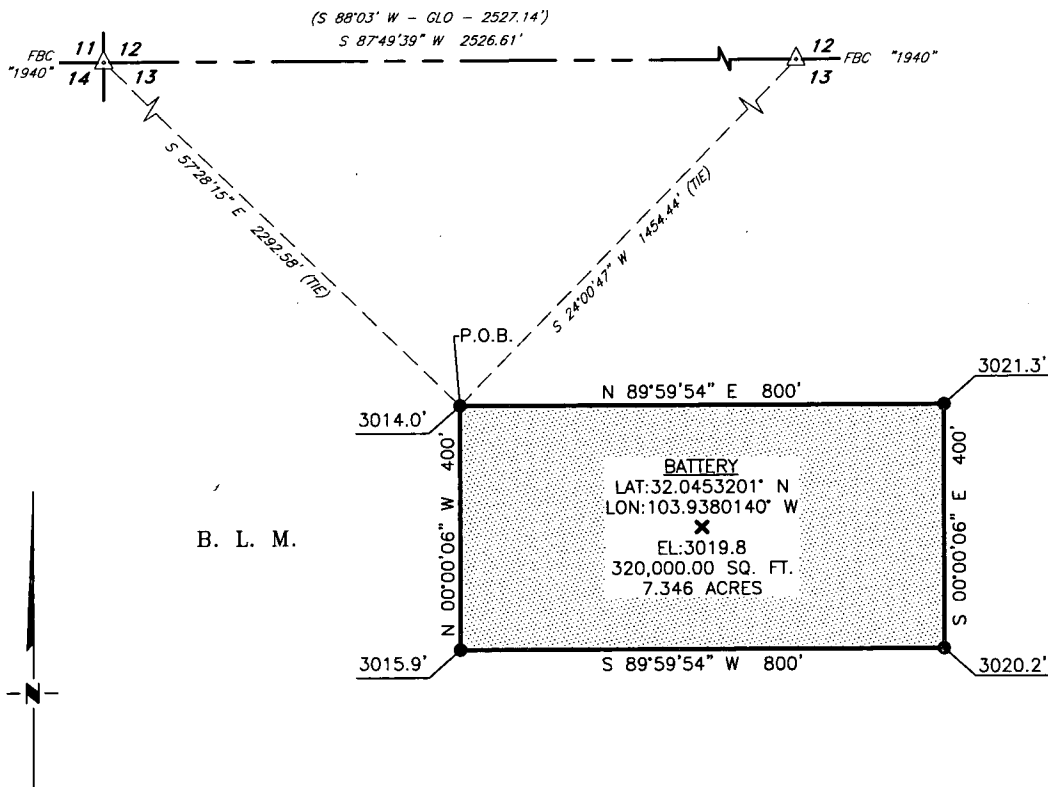 (S 88°03' W - GLO - 2527.14')
S 87°49'39" W 2526.61'
FBC
"1940"
11 12
14 13
12
13
FBC "1940"
S 57°28'15" E 2292.58' (TIE)
S 24°00'47" W 1454.44' (TIE)
P.O.B.
3014.0'
3021.3'
N 89°59'54" E 800'
N 00°00'06" W 400'
BATTERY
LAT:32.0453201° N
LON:103.9380140° W
EL:3019.8
320,000.00 SQ. FT.
7.346 ACRES
S 00°00'06" E 400'
B. L. M.
S 89°59'54" W 800'
3015.9'
3020.2'
N